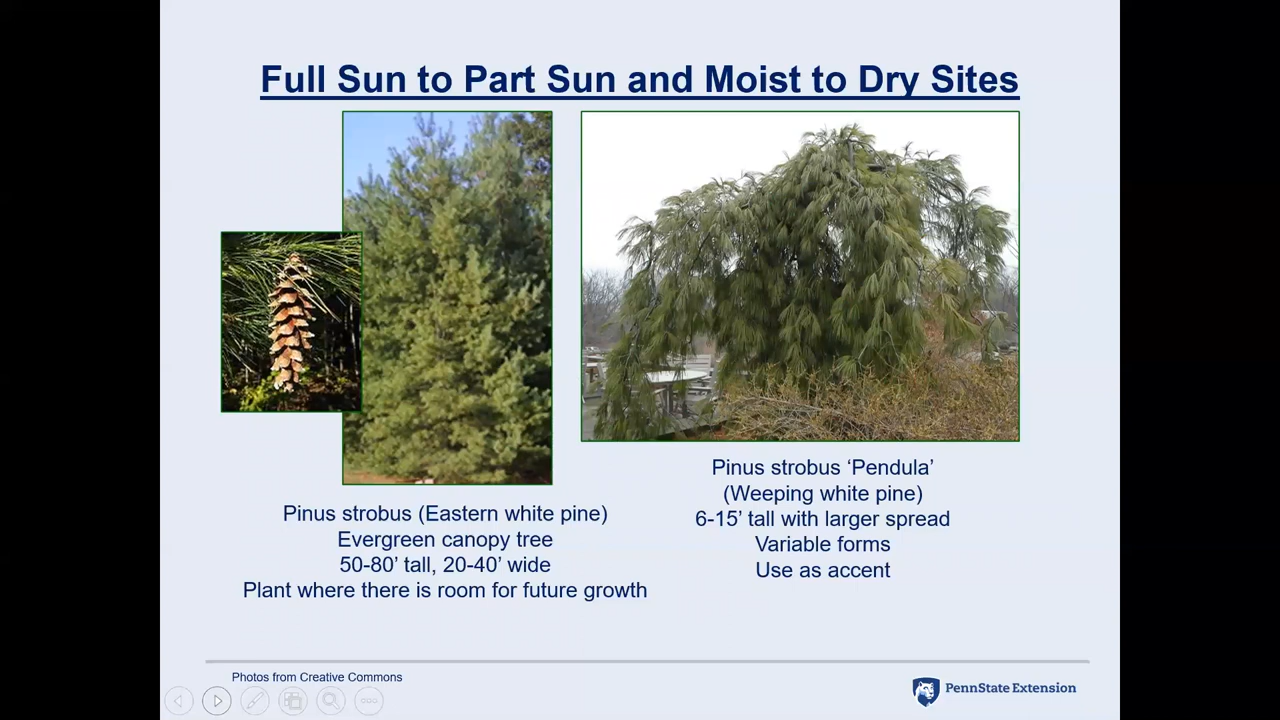 Full Sun to Part Sun and Moist to Dry Sites
Pinus strobus (Eastern white pine)
Evergreen canopy tree
50-80’ tall, 20-40’ wide
Plant where there is room for future growth
Pinus strobus ‘Pendula’
(Weeping white pine)
6-15’ tall with larger spread
Variable forms
Use as accent
Photos from Creative Commons
PennState Extension